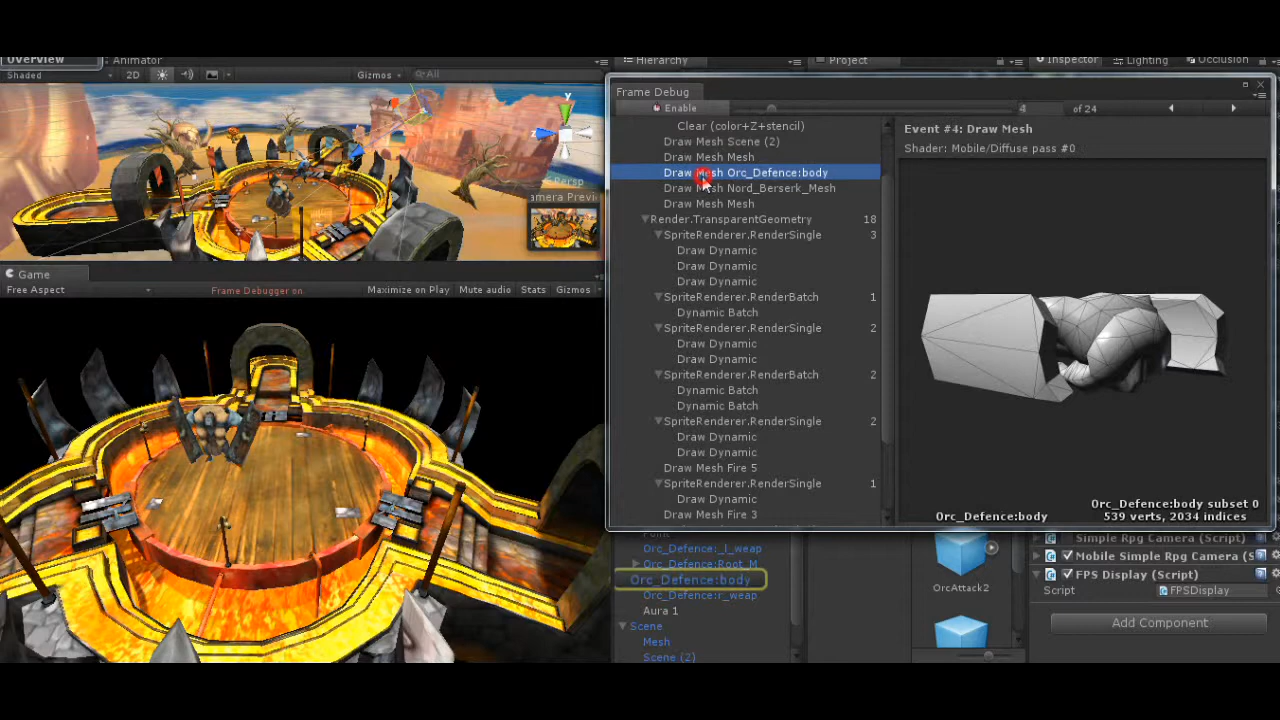 Overview
Animator
Hierarchy
Project
Inspector
Lighting
Occlusion
Shaded
2D
Gizmos
All
y
Persp
amera Previ
Game
Free Aspect
Frame Debugger on
Maximize on Play
Mute audio
Stats
Gizmos
Frame Debug
Enable
4
of 24
Clear (color+Z+stencil)
Draw Mesh Scene (2)
Draw Mesh Mesh
Draw Mesh Orc_Defence:body
Draw Mesh Nord_Berserk_Mesh
Draw Mesh Mesh
Render.TransparentGeometry 18
SpriteRenderer.RenderSingle 3
Draw Dynamic
Draw Dynamic
Draw Dynamic
SpriteRenderer.RenderBatch 1
Dynamic Batch
SpriteRenderer.RenderSingle 2
Draw Dynamic
Draw Dynamic
SpriteRenderer.RenderBatch 2
Dynamic Batch
Dynamic Batch
SpriteRenderer.RenderSingle 2
Draw Dynamic
Draw Dynamic
Draw Mesh Fire 5
SpriteRenderer.RenderSingle 1
Draw Dynamic
Draw Mesh Fire 3
Event #4: Draw Mesh
Shader: Mobile/Diffuse pass #0
Orc_Defence:body subset 0
Orc_Defence:body
539 verts, 2034 indices
Orc_Defence:_l_weap
Orc_Defence:Root_M
Orc_Defence:body
Orc_Defence:r_weap
Aura 1
Scene
Mesh
Scene (2)
OrcAttack2
Simple Rpg Camera (Script)
Mobile Simple Rpg Camera (S
FPS Display (Script)
Script
FPSDisplay
Add Component